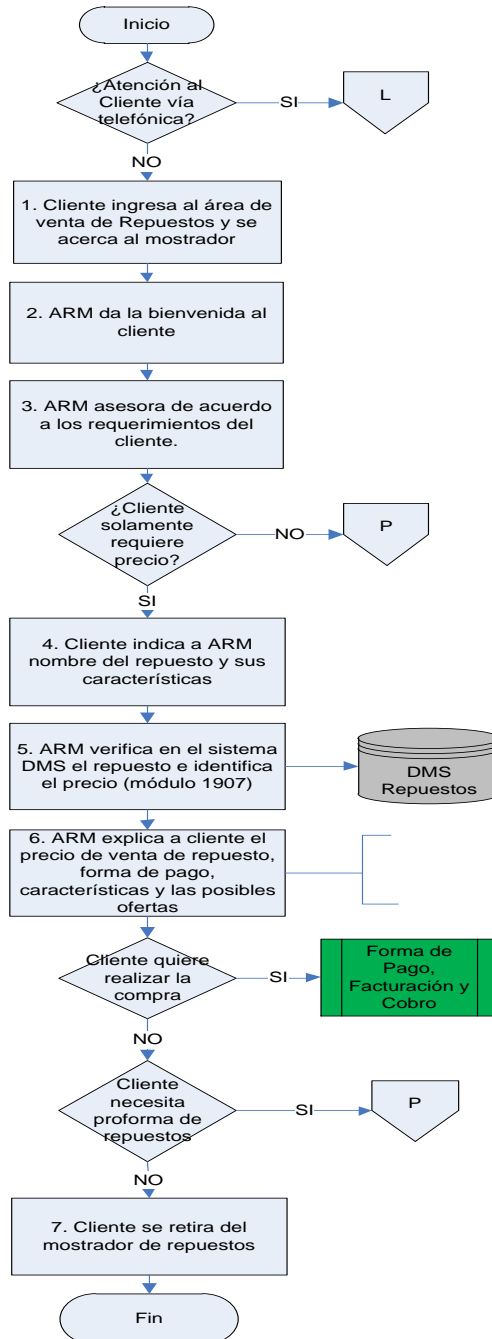 Inicio
¿Atención al
Cliente vía
telefónica?
SI
L
NO
1. Cliente ingresa al área de
venta de Repuestos y se
acerca al mostrador
2. ARM da la bienvenida al
cliente
3. ARM asesora de acuerdo
a los requerimientos del
cliente.
¿Cliente
solamente
requiere
precio?
NO
P
SI
4. Cliente indica a ARM
nombre del repuesto y sus
características
5. ARM verifica en el sistema
DMS el repuesto e identifica
el precio (módulo 1907)
DMS
Repuestos
6. ARM explica a cliente el
precio de venta de repuesto,
forma de pago,
características y las posibles
ofertas
Cliente quiere
realizar la
compra
SI
Forma de
Pago,
Facturación y
Cobro
NO
Cliente
necesita
proforma de
repuestos
SI
P
NO
7. Cliente se retira del
mostrador de repuestos
Fin